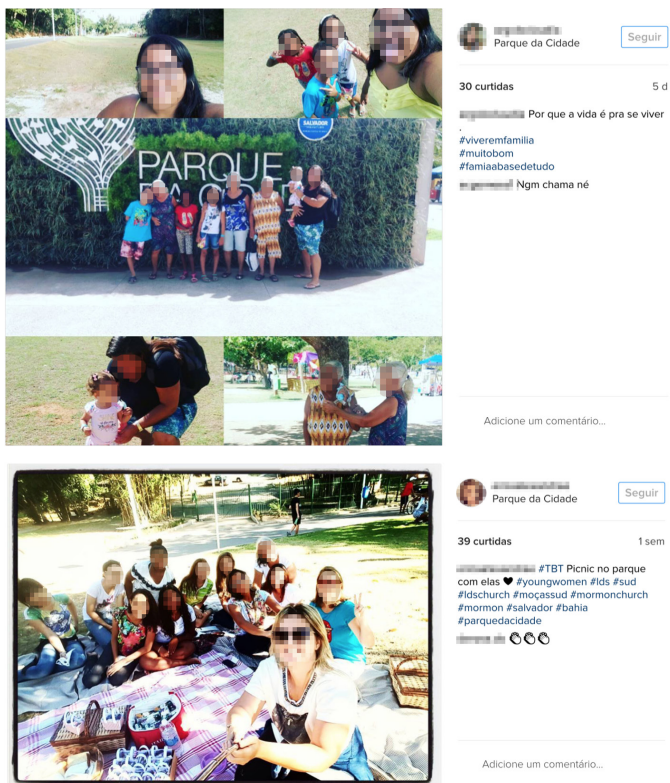 Parque da Cidade
Seguir
30 curtidas
5 d
Por que a vida é pra se viver
.
#viveremfamilia
#muitobom
#famiaabasedetudo
Ngm chama né
SALVADOR
PARQUE
DA CIDADE
Adicione um comentário...
Parque da Cidade
Seguir
39 curtidas
1 sem
#TBT Picnic no parque
com elas ♥ #youngwomen #lds #sud
#ldschurch #moçassud #mormonchurch
#mormon #salvador #bahia
#parquedacidade
Adicione um comentário...